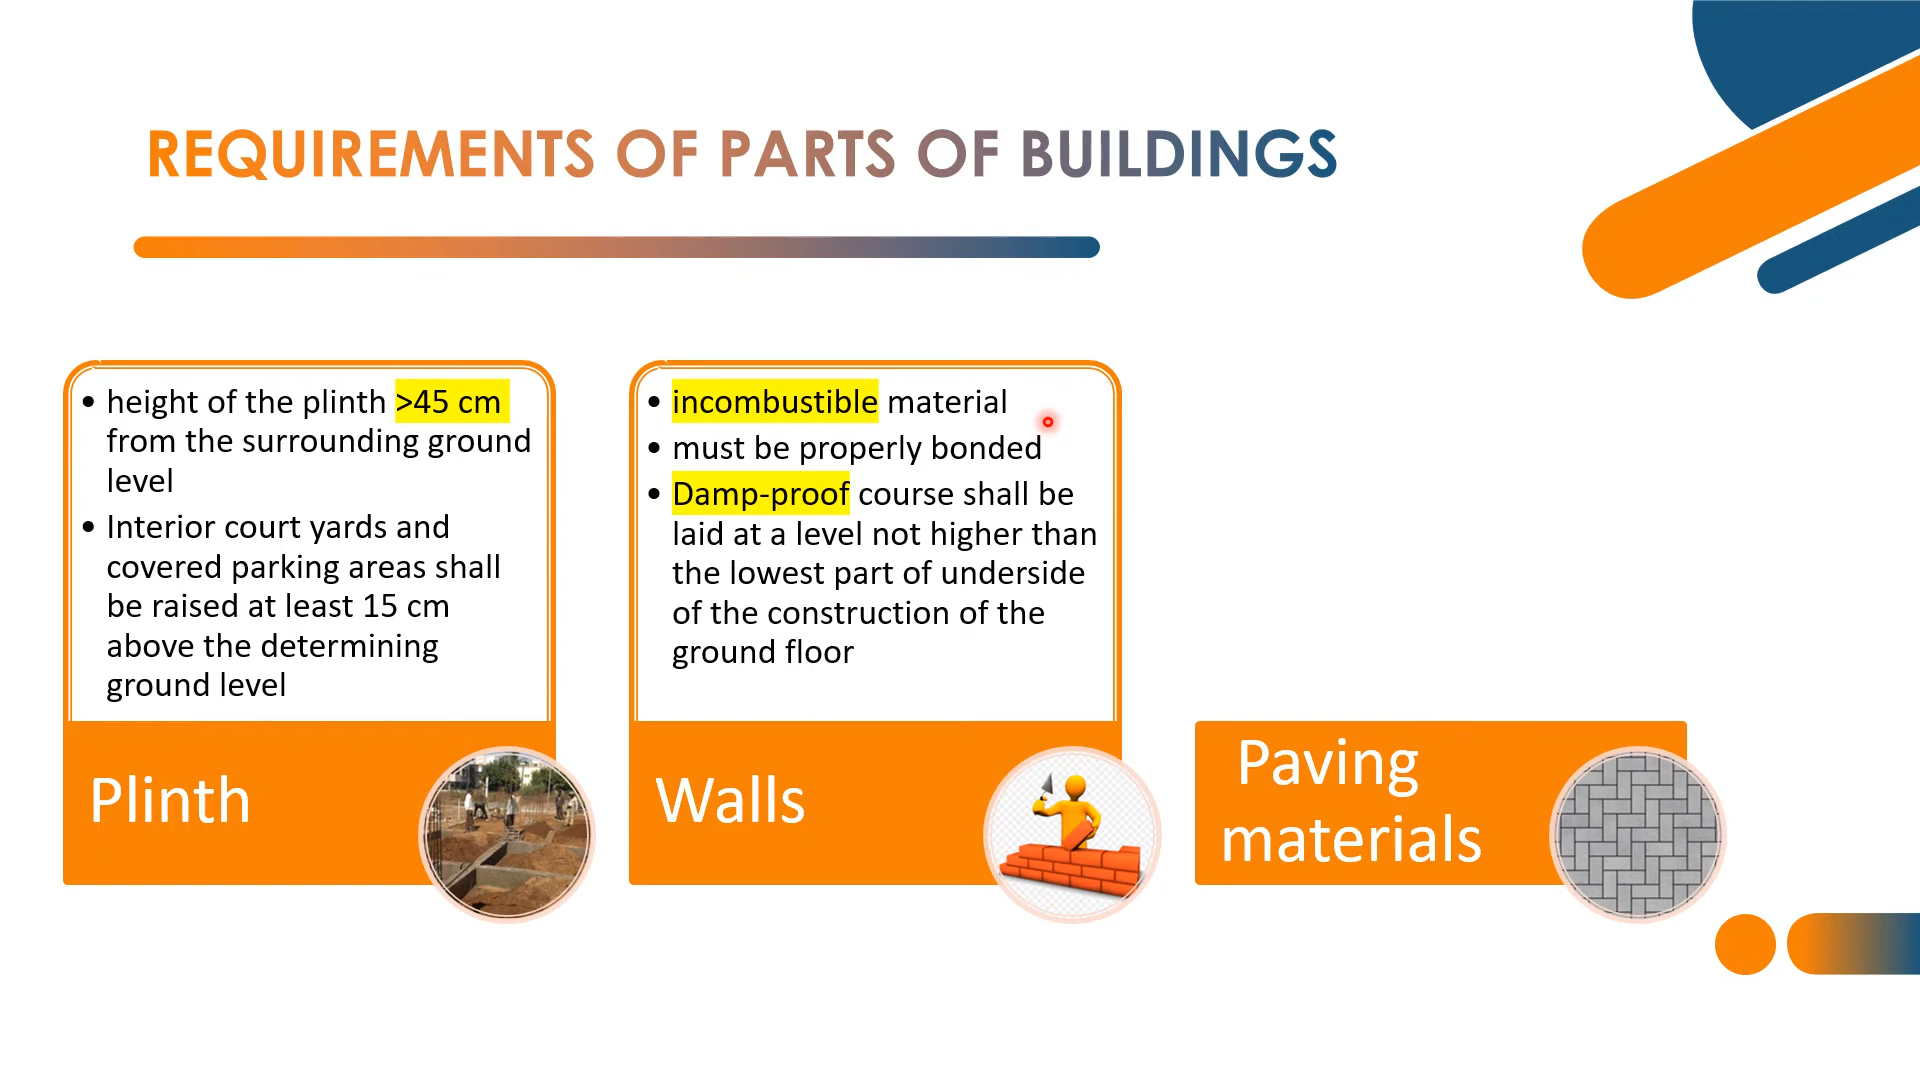 REQUIREMENTS OF PARTS OF BUILDINGS
• height of the plinth >45 cm
from the surrounding ground
level
• Interior court yards and
covered parking areas shall
be raised at least 15 cm
above the determining
ground level
Plinth
• incombustible material
• must be properly bonded
• Damp-proof course shall be
laid at a level not higher than
the lowest part of underside
of the construction of the
ground floor
Walls
Paving
materials